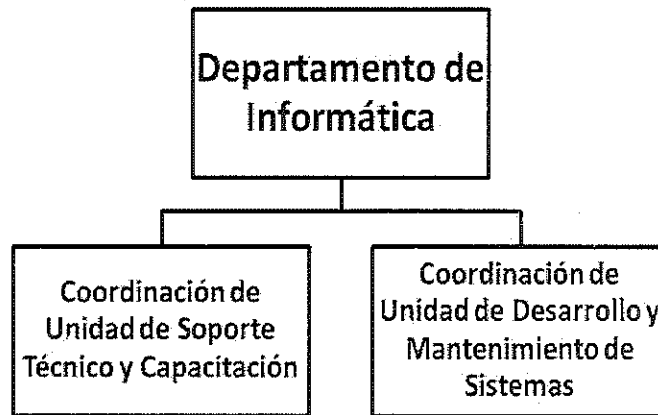 Departamento de
Informática
Coordinación de
Unidad de Soporte
Técnico y Capacitación
Coordinación de
Unidad de Desarrollo y
Mantenimiento de
Sistemas